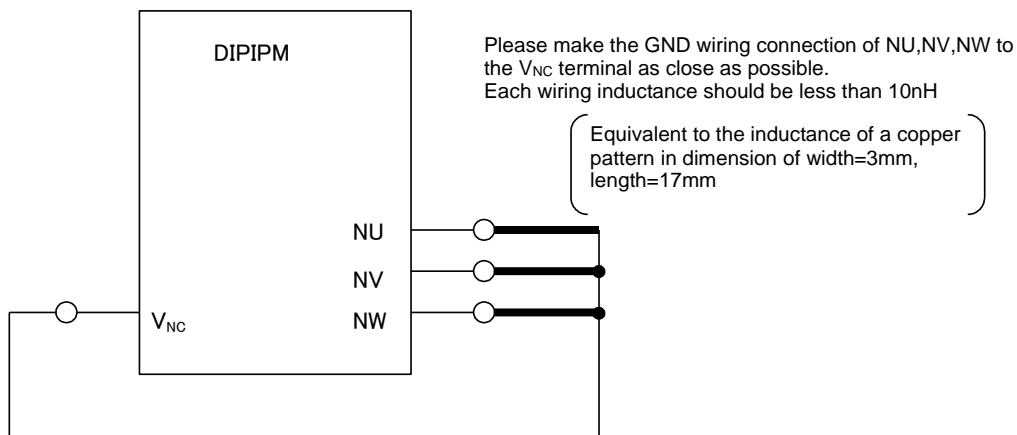 DIPIPM
Please make the GND wiring connection of NU,NV,NW to
the VNC terminal as close as possible.
Each wiring inductance should be less than 10nH
Equivalent to the inductance of a copper
pattern in dimension of width=3mm,
length=17mm
NU
NV
VNC
NW